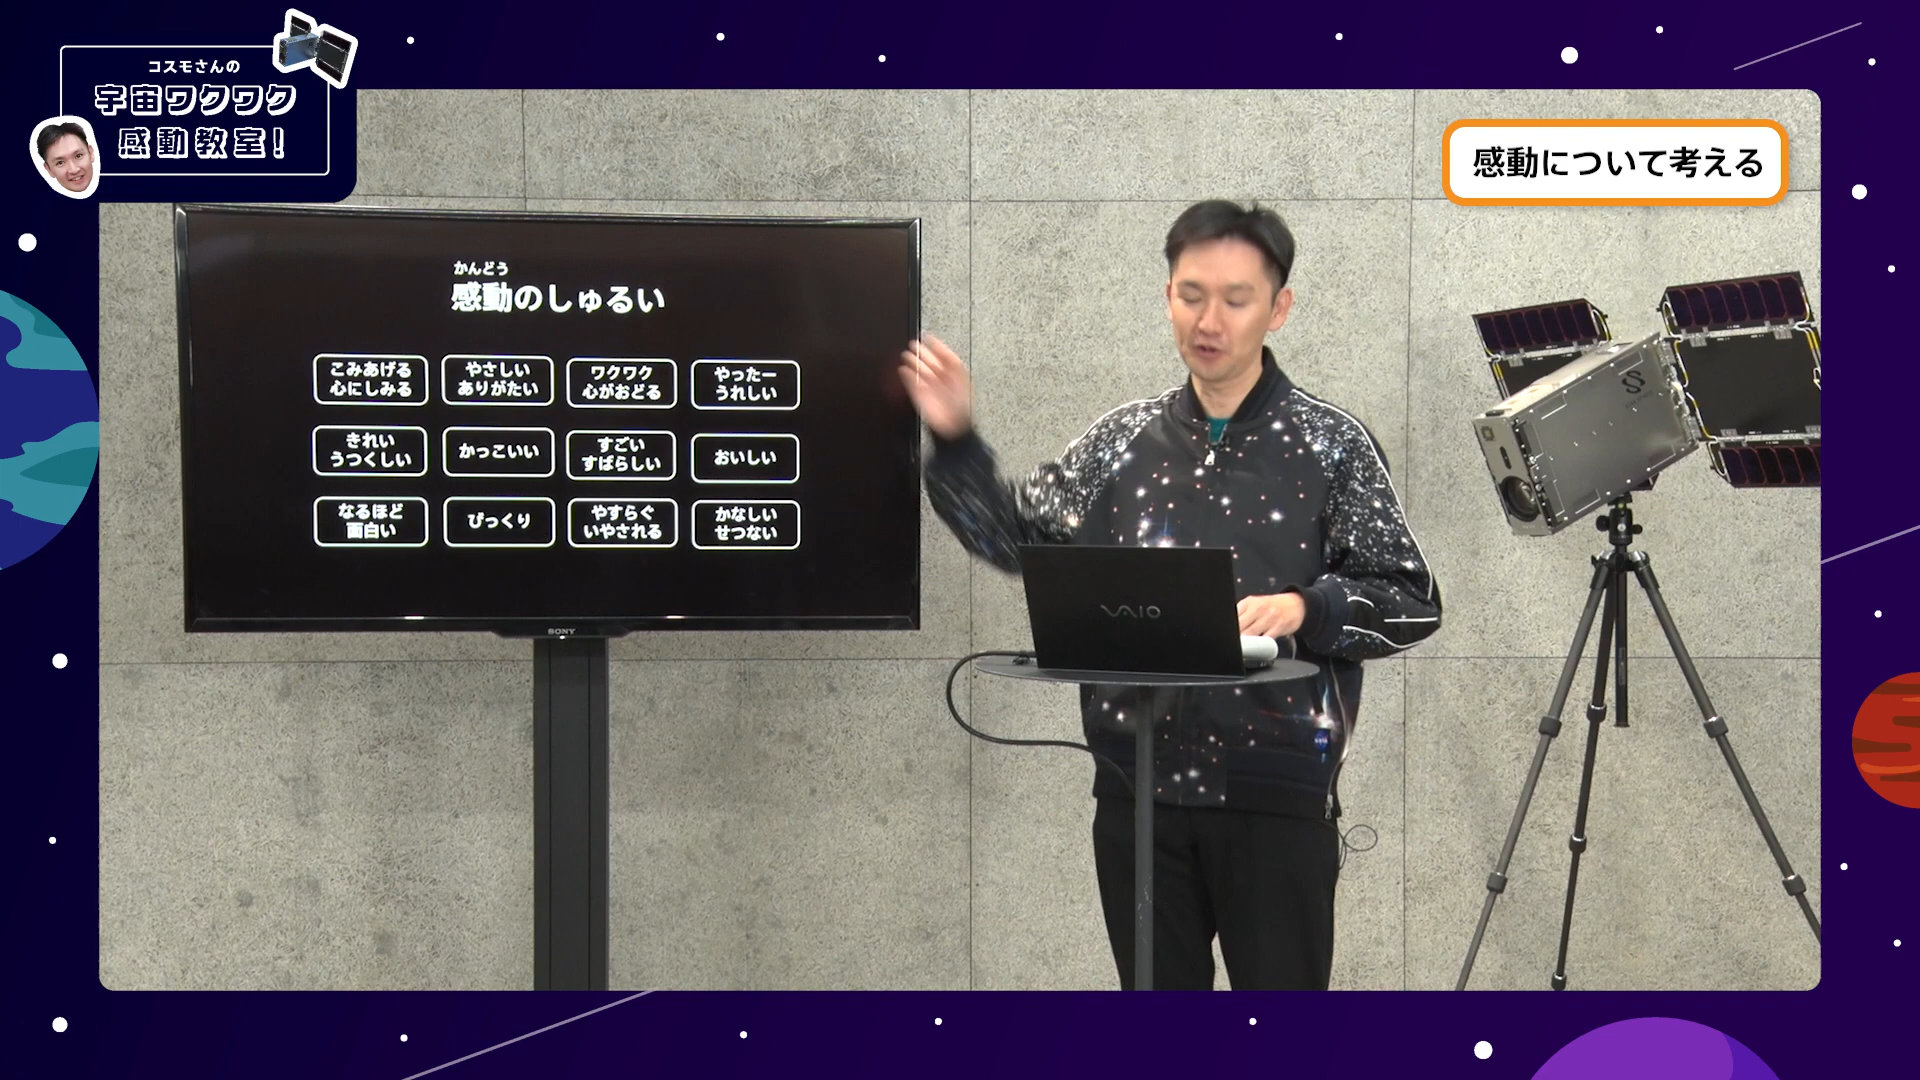 コスモさんの
宇宙ワクワク
感動教室!
感動について考える
かんどう
感動のしゅるい
こみあげる
心にしみる
やさしい
ありがたい
ワクワク
心がおどる
やったー
うれしい
きれい
うつくしい
かっこいい
すごい
すばらしい
おいしい
なるほど
面白い
びっくり
やすらぐ
いやされる
かなしい
せつない
SONY
VAIO
NASA